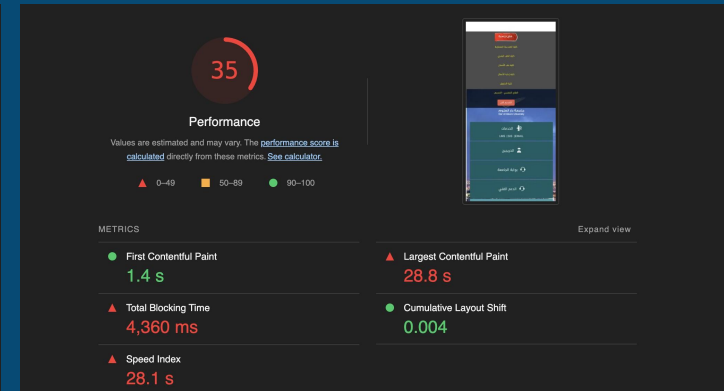 35
Performance
Values are estimated and may vary. The performance score is
calculated directly from these metrics. See calculator.
0–49
50–89
90–100
METRICS
Expand view
First Contentful Paint
1.4 s
Largest Contentful Paint
28.8 s
Total Blocking Time
4,360 ms
Cumulative Layout Shift
0.004
Speed Index
28.1 s